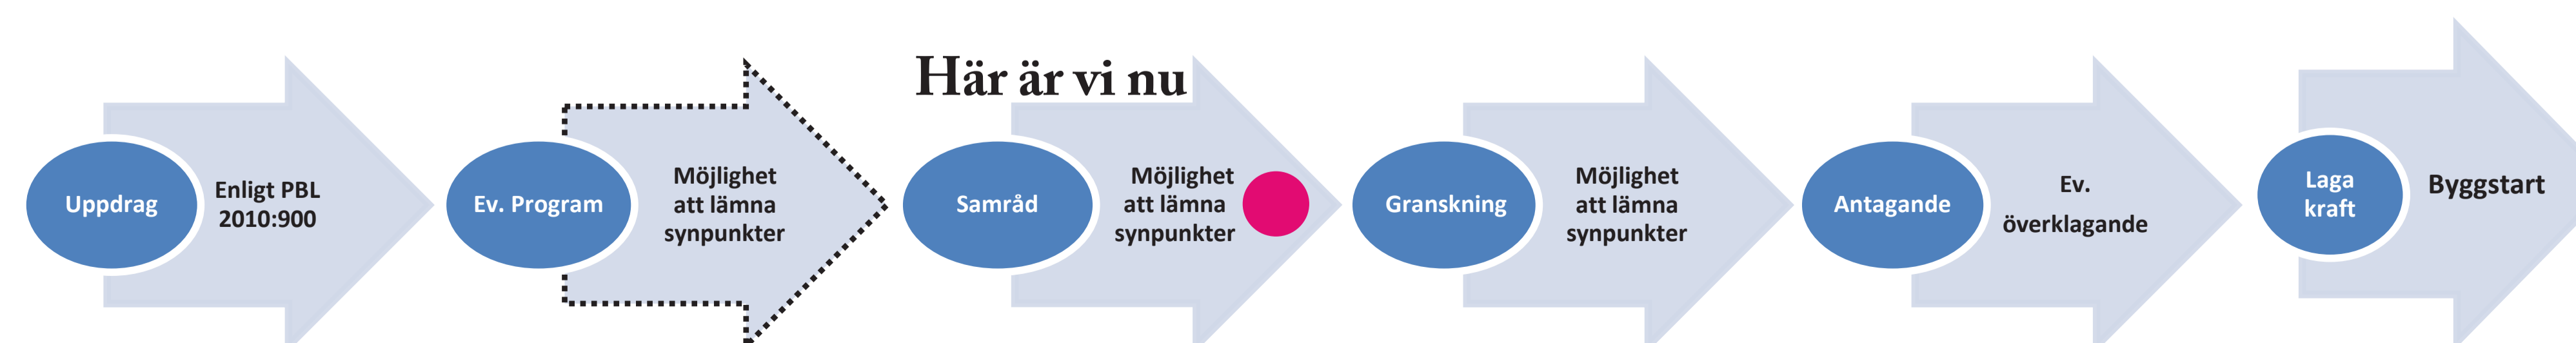 Här är vi nu
Uppdrag
Enligt PBL
2010:900
Ev. Program
Möjlighet
att lämna
synpunkter
Samråd
Möjlighet
att lämna
synpunkter
Granskning
Möjlighet
att lämna
synpunkter
Antagande
Ev.
överklagande
Laga
kraft
Byggstart